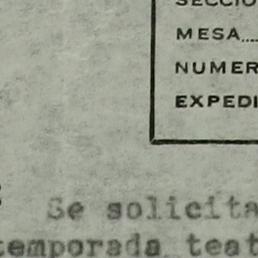 SECCIO
MESA....
NUMER
EXPEDI
Se solicita
temporada teat